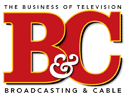 THE BUSINESS OF TELEVISION
B&C
BROADCASTING & CABLE